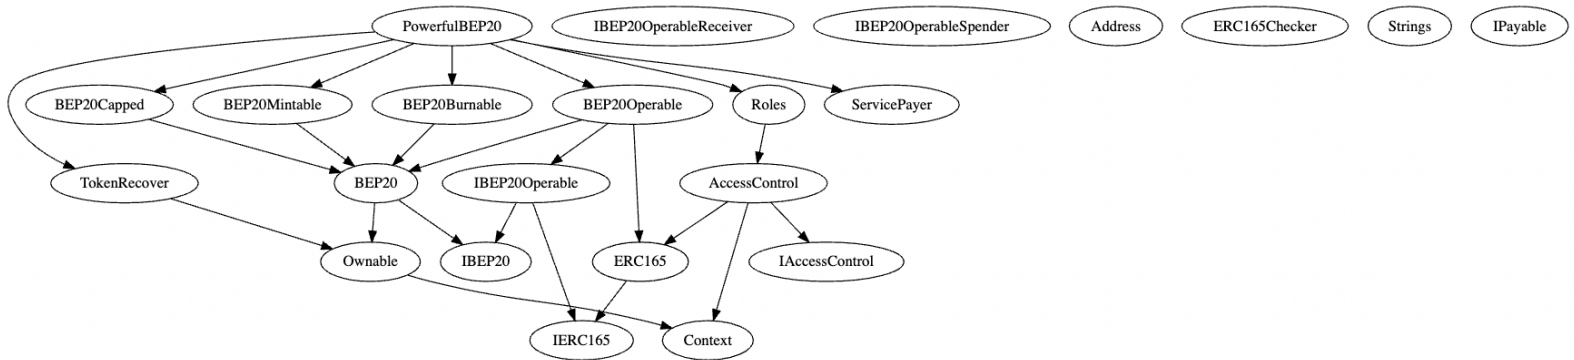 PowerfulBEP20
IBEP20OperableReceiver
IBEP20OperableSpender
Address
ERC165Checker
Strings
IPayable
BEP20Capped
BEP20Mintable
BEP20Burnable
BEP20Operable
Roles
ServicePayer
TokenRecover
BEP20
IBEP20Operable
AccessControl
Ownable
IBEP20
ERC165
IAccessControl
IERC165
Context